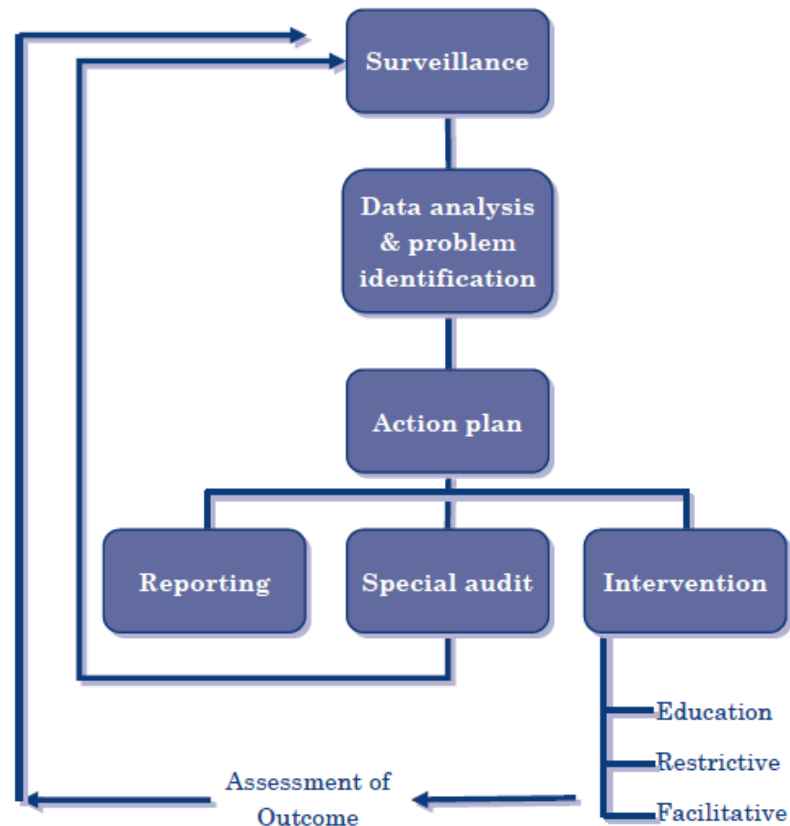 Surveillance
Data analysis
& problem
identification
Action plan
Reporting
Special audit
Intervention
Education
Restrictive
Facilitative
Assessment of
Outcome